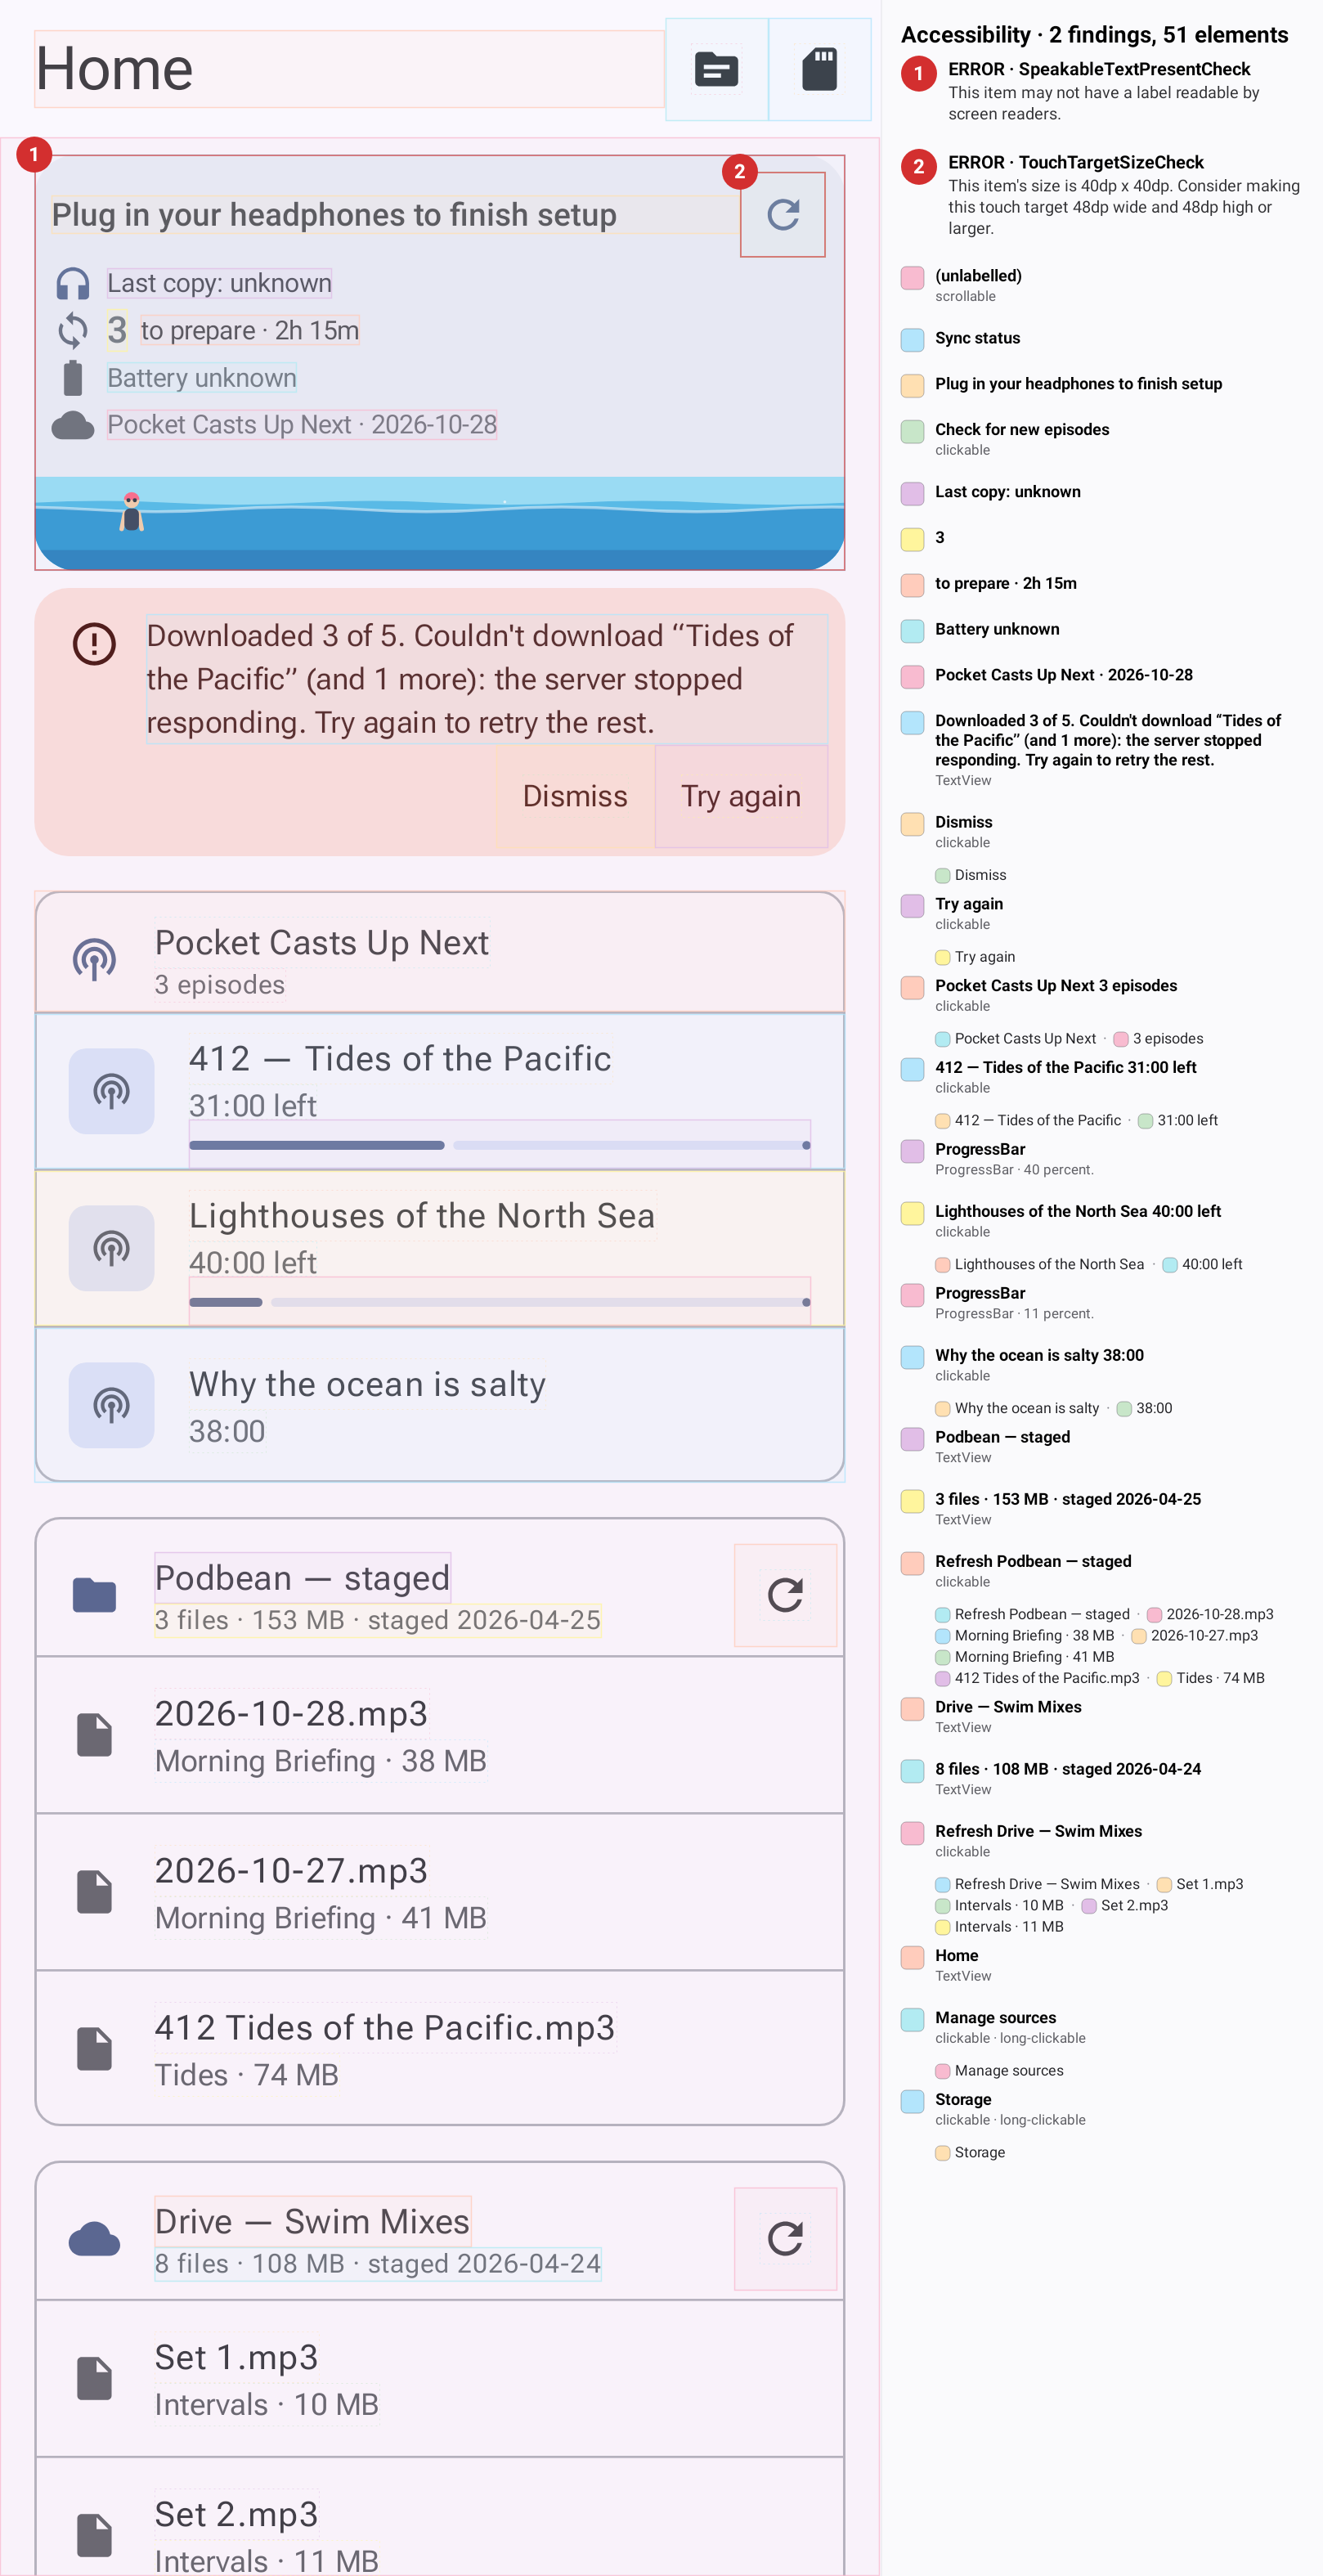 Home
1
2
Plug in your headphones to finish setup
Last copy: unknown
3 to prepare · 2h 15m
Battery unknown
Pocket Casts Up Next · 2026-10-28
Downloaded 3 of 5. Couldn't download “Tides of
the Pacific” (and 1 more): the server stopped
responding. Try again to retry the rest.
Dismiss
Try again
Pocket Casts Up Next
3 episodes
412 — Tides of the Pacific
31:00 left
Lighthouses of the North Sea
40:00 left
Why the ocean is salty
38:00
Podbean — staged
3 files · 153 MB · staged 2026-04-25
2026-10-28.mp3
Morning Briefing · 38 MB
2026-10-27.mp3
Morning Briefing · 41 MB
412 Tides of the Pacific.mp3
Tides · 74 MB
Drive — Swim Mixes
8 files · 108 MB · staged 2026-04-24
Set 1.mp3
Intervals · 10 MB
Set 2.mp3
Intervals · 11 MB
Accessibility · 2 findings, 51 elements
1
ERROR · SpeakableTextPresentCheck
This item may not have a label readable by
screen readers.
2
ERROR · TouchTargetSizeCheck
This item's size is 40dp x 40dp. Consider making
this touch target 48dp wide and 48dp high or
larger.
(unlabelled)
scrollable
Sync status
Plug in your headphones to finish setup
Check for new episodes
clickable
Last copy: unknown
3
to prepare · 2h 15m
Battery unknown
Pocket Casts Up Next · 2026-10-28
Downloaded 3 of 5. Couldn't download “Tides of
the Pacific” (and 1 more): the server stopped
responding. Try again to retry the rest.
TextView
Dismiss
clickable
Dismiss
Try again
clickable
Try again
Pocket Casts Up Next 3 episodes
clickable
Pocket Casts Up Next · 3 episodes
412 — Tides of the Pacific 31:00 left
clickable
412 — Tides of the Pacific · 31:00 left
ProgressBar
ProgressBar · 40 percent.
Lighthouses of the North Sea 40:00 left
clickable
Lighthouses of the North Sea · 40:00 left
ProgressBar
ProgressBar · 11 percent.
Why the ocean is salty 38:00
clickable
Why the ocean is salty · 38:00
Podbean — staged
TextView
3 files · 153 MB · staged 2026-04-25
TextView
Refresh Podbean — staged
clickable
Refresh Podbean — staged · 2026-10-28.mp3
Morning Briefing · 38 MB · 2026-10-27.mp3
Morning Briefing · 41 MB
412 Tides of the Pacific.mp3 · Tides · 74 MB
Drive — Swim Mixes
TextView
8 files · 108 MB · staged 2026-04-24
TextView
Refresh Drive — Swim Mixes
clickable
Refresh Drive — Swim Mixes · Set 1.mp3
Intervals · 10 MB · Set 2.mp3
Intervals · 11 MB
Home
TextView
Manage sources
clickable · long-clickable
Manage sources
Storage
clickable · long-clickable
Storage